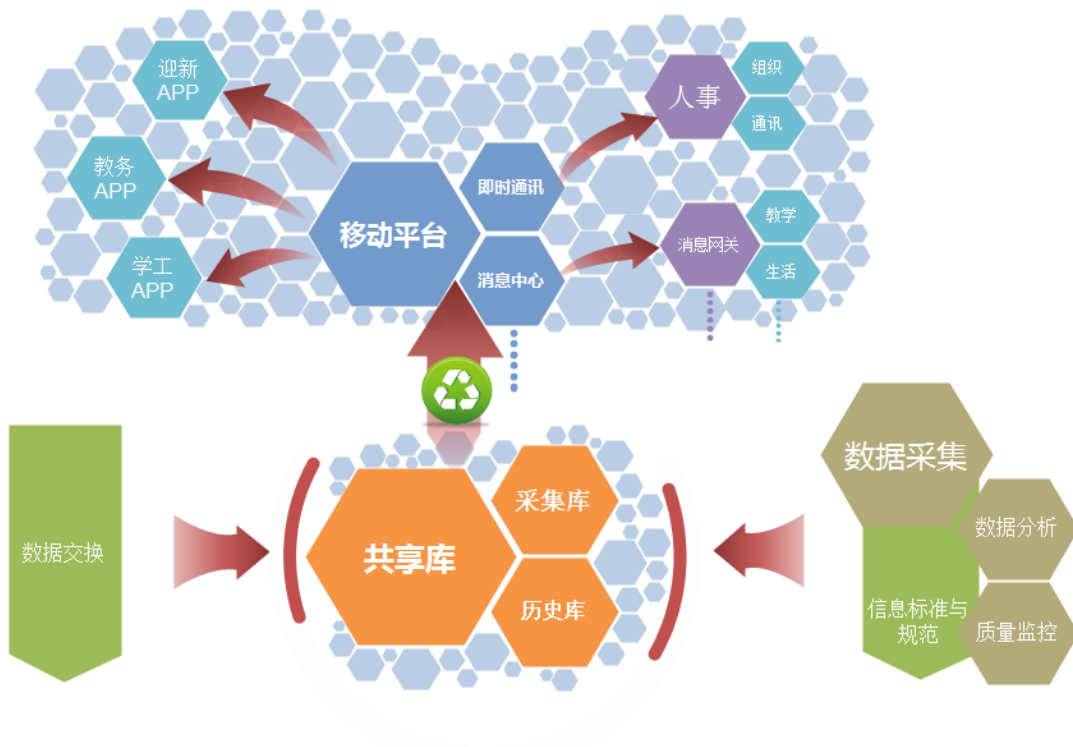 迎新
APP
教务
APP
学工
APP
移动平台
即时通讯
消息中心
人事
组织
通讯
消息网关
教学
生活
数据交换
共享库
采集库
历史库
数据采集
数据分析
信息标准与
规范
质量监控